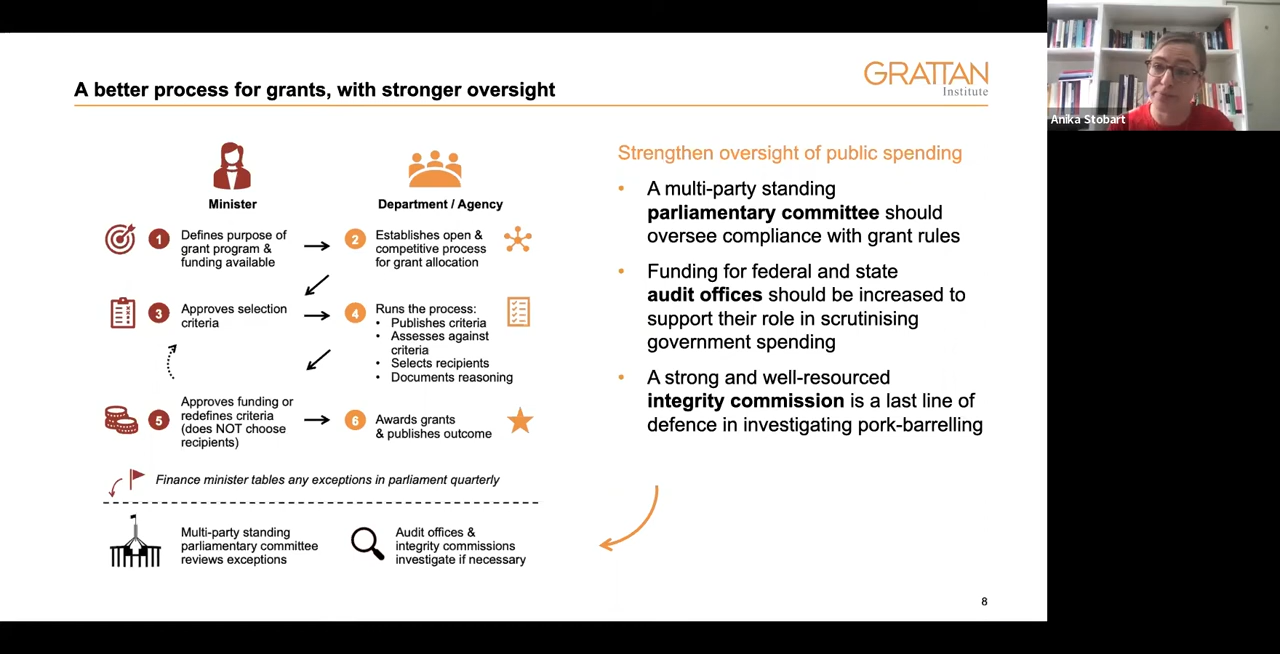 A better process for grants, with stronger oversight
GRATTAN
Institute
Anika Stobart
Minister
Department / Agency
1
Defines purpose of
grant program &
funding available
2
Establishes open &
competitive process
for grant allocation
3
Approves selection
criteria
4
Runs the process:
• Publishes criteria
• Assesses against
criteria
• Selects recipients
• Documents reasoning
5
Approves funding or
redefines criteria
(does NOT choose
recipients)
6
Awards grants
& publishes outcome
Finance minister tables any exceptions in parliament quarterly
Multi-party standing
parliamentary committee
reviews exceptions
Audit offices &
integrity commissions
investigate if necessary
Strengthen oversight of public spending
• A multi-party standing
parliamentary committee should
oversee compliance with grant rules
• Funding for federal and state
audit offices should be increased to
support their role in scrutinising
government spending
• A strong and well-resourced
integrity commission is a last line of
defence in investigating pork-barrelling
8